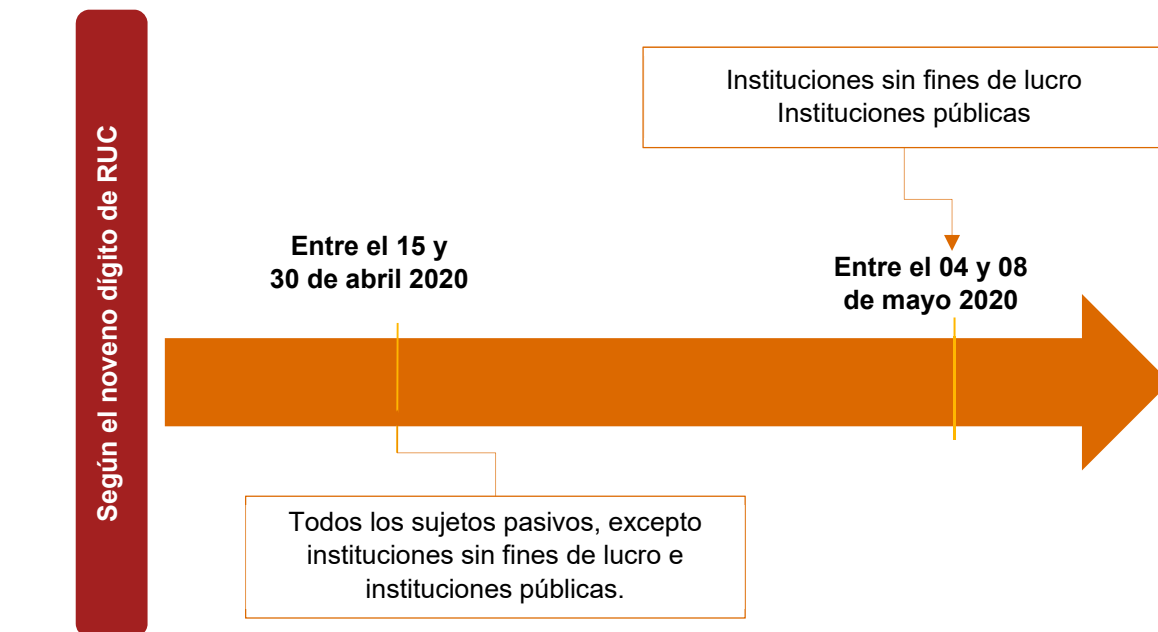 Según el noveno dígito de RUC
Instituciones sin fines de lucro
Instituciones públicas
Entre el 15 y
30 de abril 2020
Entre el 04 y 08
de mayo 2020
Todos los sujetos pasivos, excepto
instituciones sin fines de lucro e
instituciones públicas.